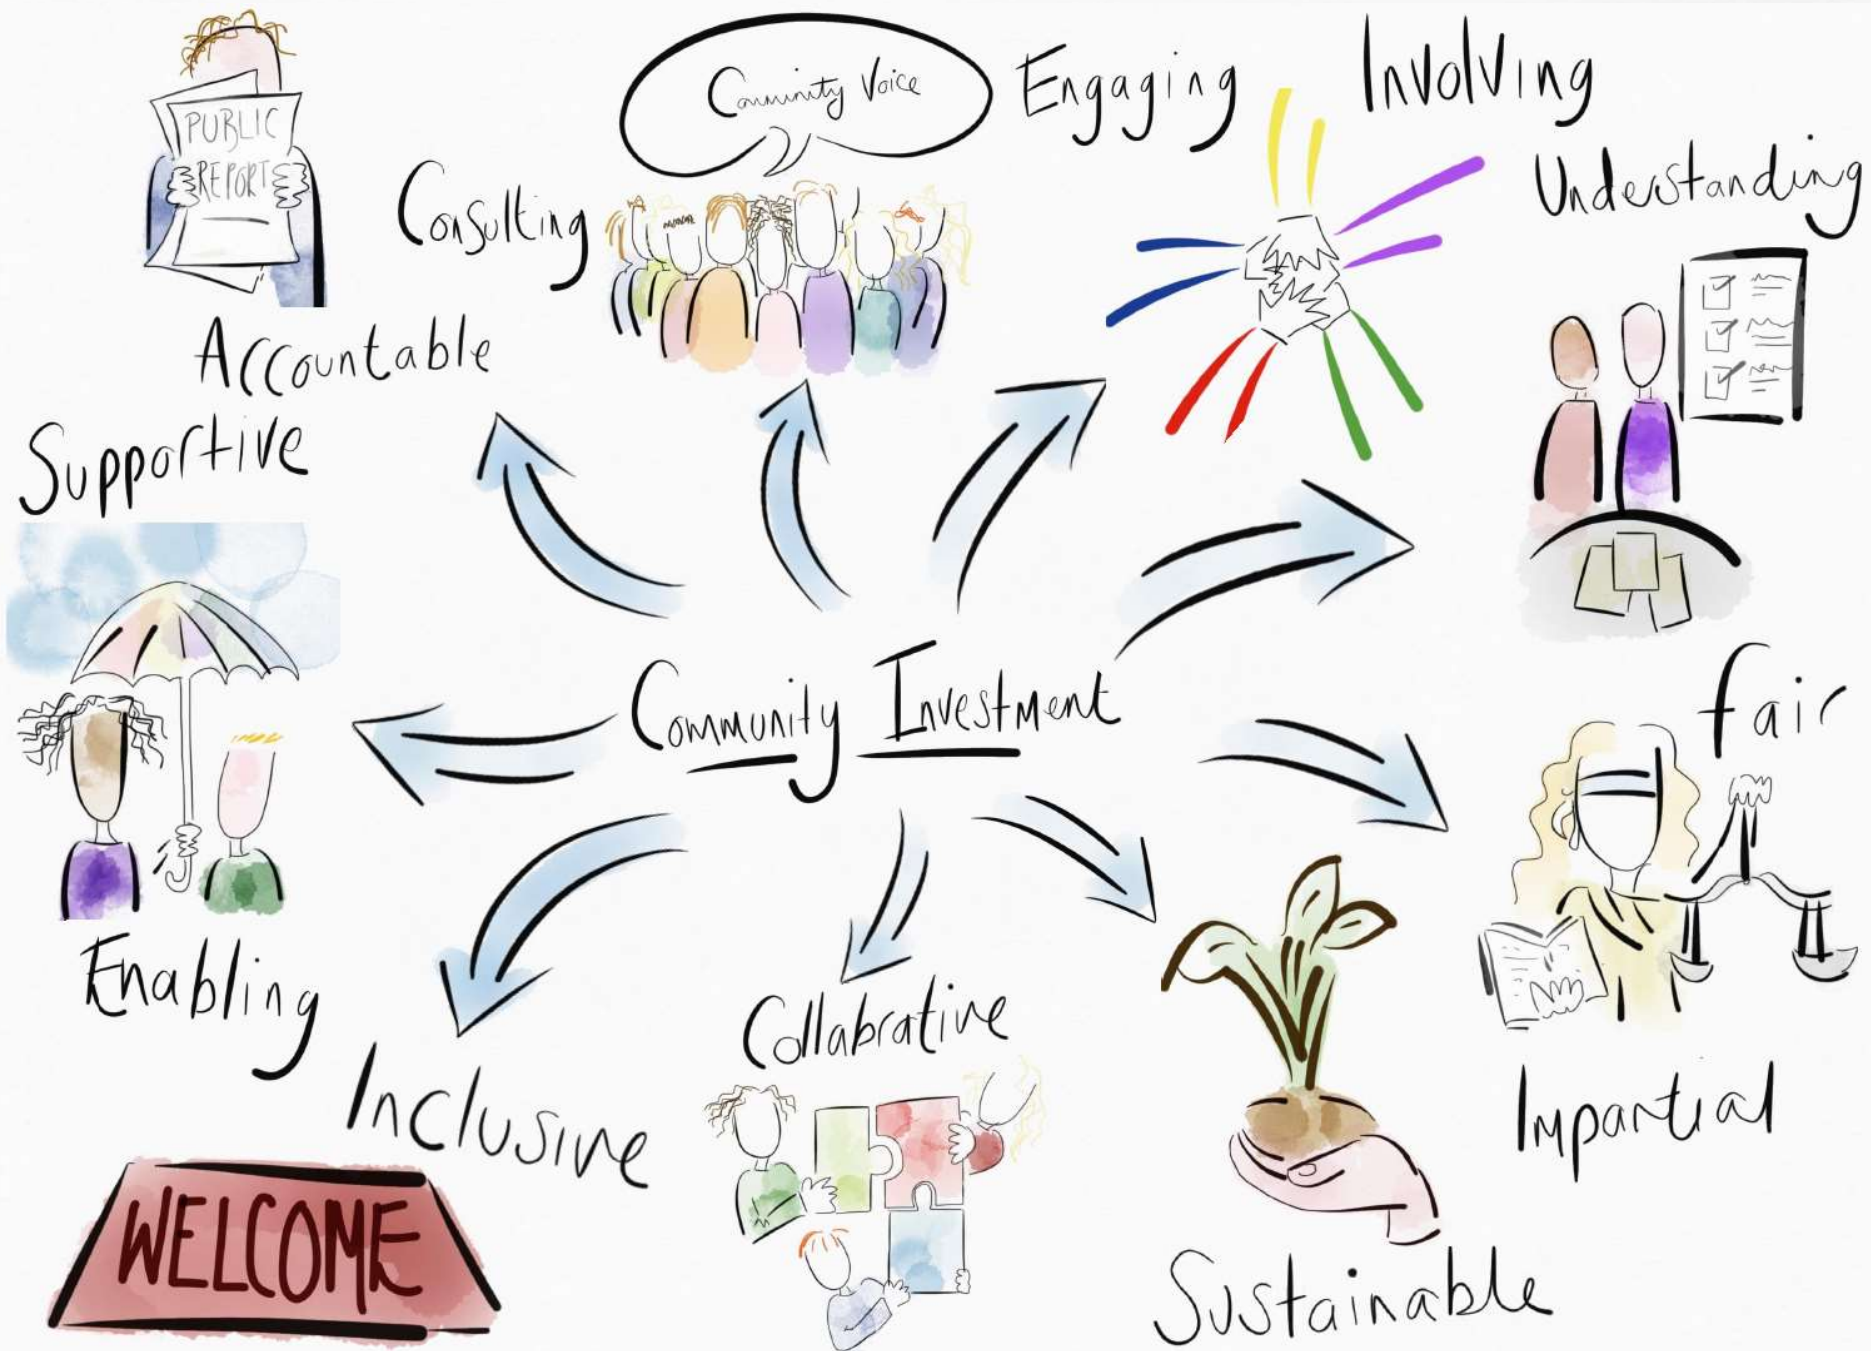 PUBLIC
REPORT
Community Voice
Engaging
Involving
Consulting
Understanding
Accountable
Supportive
Community Investment
fair
Enabling
Inclusive
Collabrative
Impartial
WELCOME
Sustainable